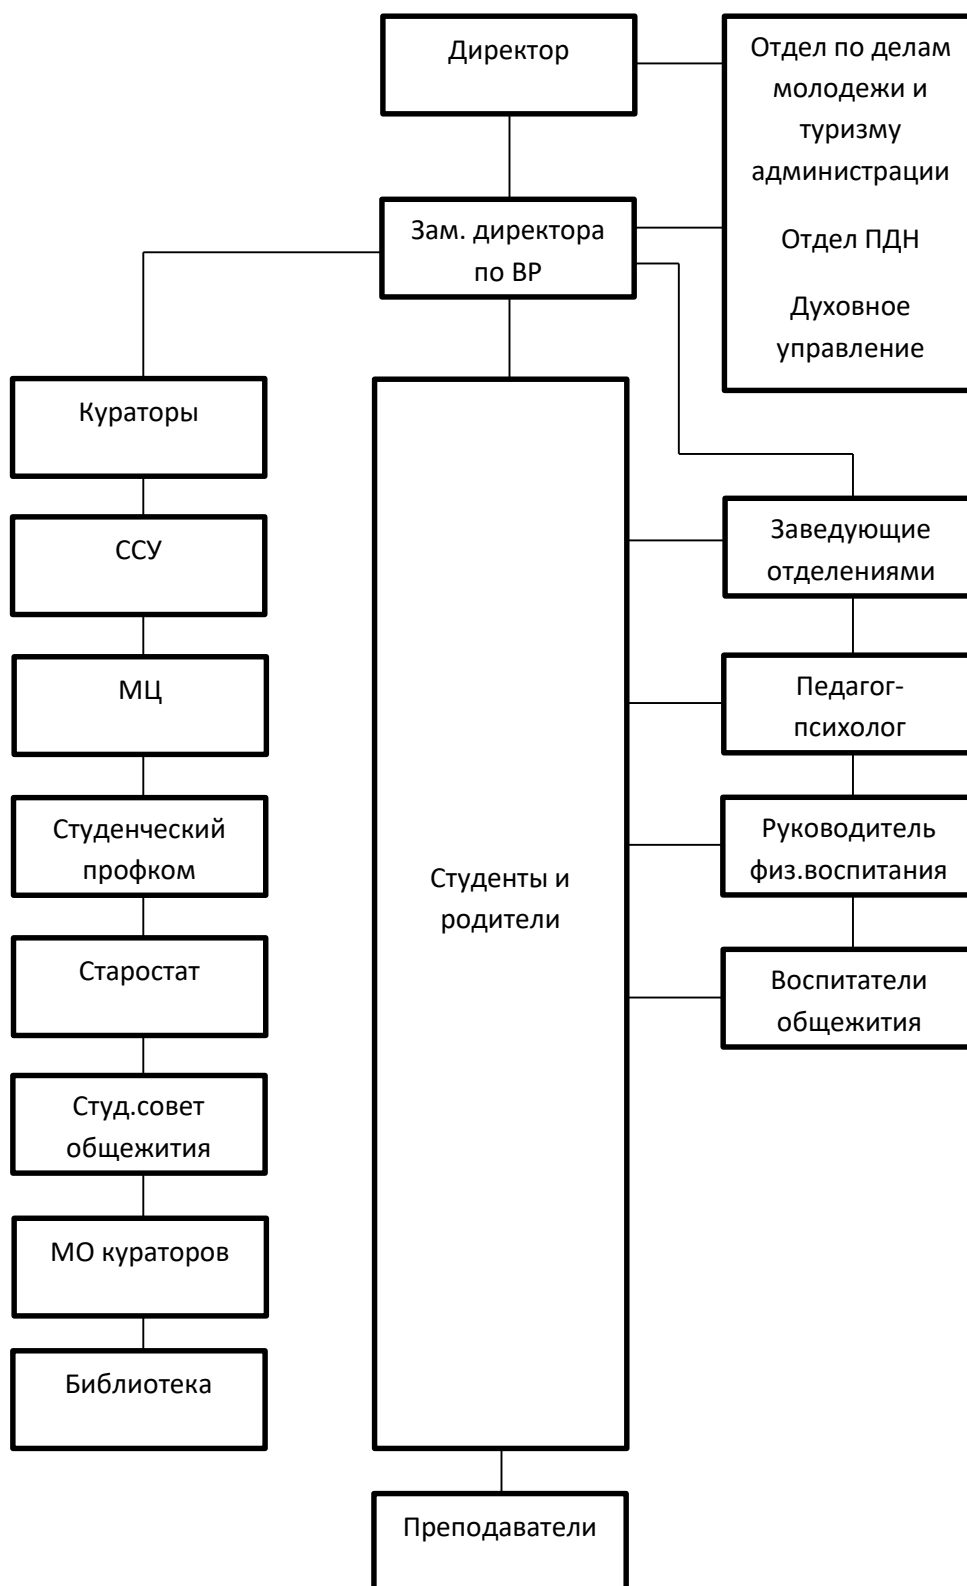 Директор
Отдел по делам
молодежи и
туризму
администрации
Отдел ПДН
Духовное
управление
Зам. директора
по ВР
Кураторы
ССУ
МЦ
Студенческий
профком
Старостат
Студ.совет
общежития
МО кураторов
Библиотека
Студенты и
родители
Заведующие
отделениями
Педагог-
психолог
Руководитель
физ.воспитания
Воспитатели
общежития
Преподаватели